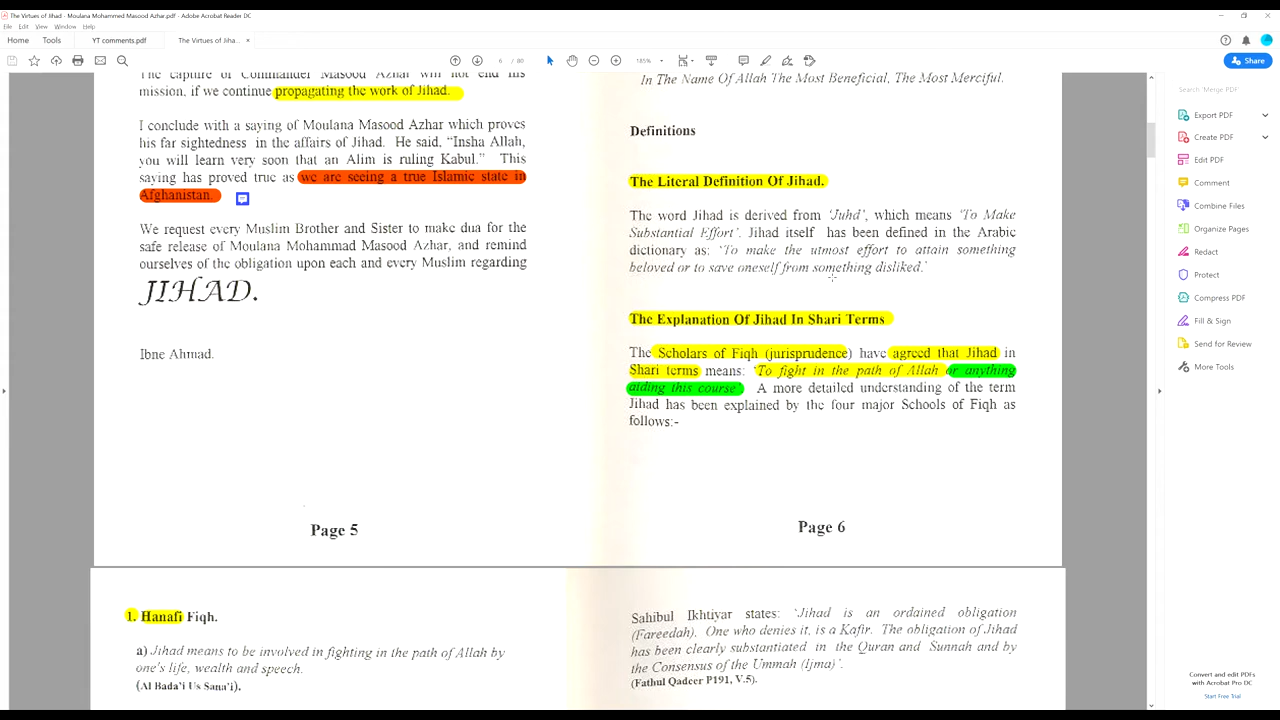 The Virtues of Jihad - Moulana Mohammed Masood Azhar.pdf - Adobe Acrobat Reader DC
File Edit View Window Help
Home Tools YT comments.pdf The Virtues of Jiha... ×
6 / 80 185%
Share
The capture of Commander Masood Azhar will not end his
mission, if we continue propagating the work of Jihad.
I conclude with a saying of Moulana Masood Azhar which proves
his far sightedness in the affairs of Jihad. He said, “Insha Allah,
you will learn very soon that an Alim is ruling Kabul.” This
saying has proved true as we are seeing a true Islamic state in
Afghanistan.
We request every Muslim Brother and Sister to make dua for the
safe release of Moulana Mohammad Masood Azhar, and remind
ourselves of the obligation upon each and every Muslim regarding
JIHAD.
Ibne Ahmad.
Page 5
In The Name Of Allah The Most Beneficial, The Most Merciful.
Definitions
The Literal Definition Of Jihad.
The word Jihad is derived from 'Juhd', which means 'To Make
Substantial Effort'. Jihad itself has been defined in the Arabic
dictionary as: 'To make the utmost effort to attain something
beloved or to save oneself from something disliked.'
The Explanation Of Jihad In Shari Terms
The Scholars of Fiqh (jurisprudence) have agreed that Jihad in
Shari terms means: 'To fight in the path of Allah or anything
aiding this course' A more detailed understanding of the term
Jihad has been explained by the four major Schools of Fiqh as
follows:-
Page 6
1. Hanafi Fiqh.
a) Jihad means to be involved in fighting in the path of Allah by
one's life, wealth and speech.
(Al Bada'i Us Sana'i).
Sahibul Ikhtiyar states: 'Jihad is an ordained obligation
(Fareedah). One who denies it, is a Kafir. The obligation of Jihad
has been clearly substantiated in the Quran and Sunnah and by
the Consensus of the Ummah (Ijma)'.
(Fathul Qadeer P191, V.5).
Search 'Merge PDF'
Export PDF
Create PDF
Edit PDF
Comment
Combine Files
Organize Pages
Redact
Protect
Compress PDF
Fill & Sign
Send for Review
More Tools
Convert and edit PDFs
with Acrobat Pro DC
Start Free Trial